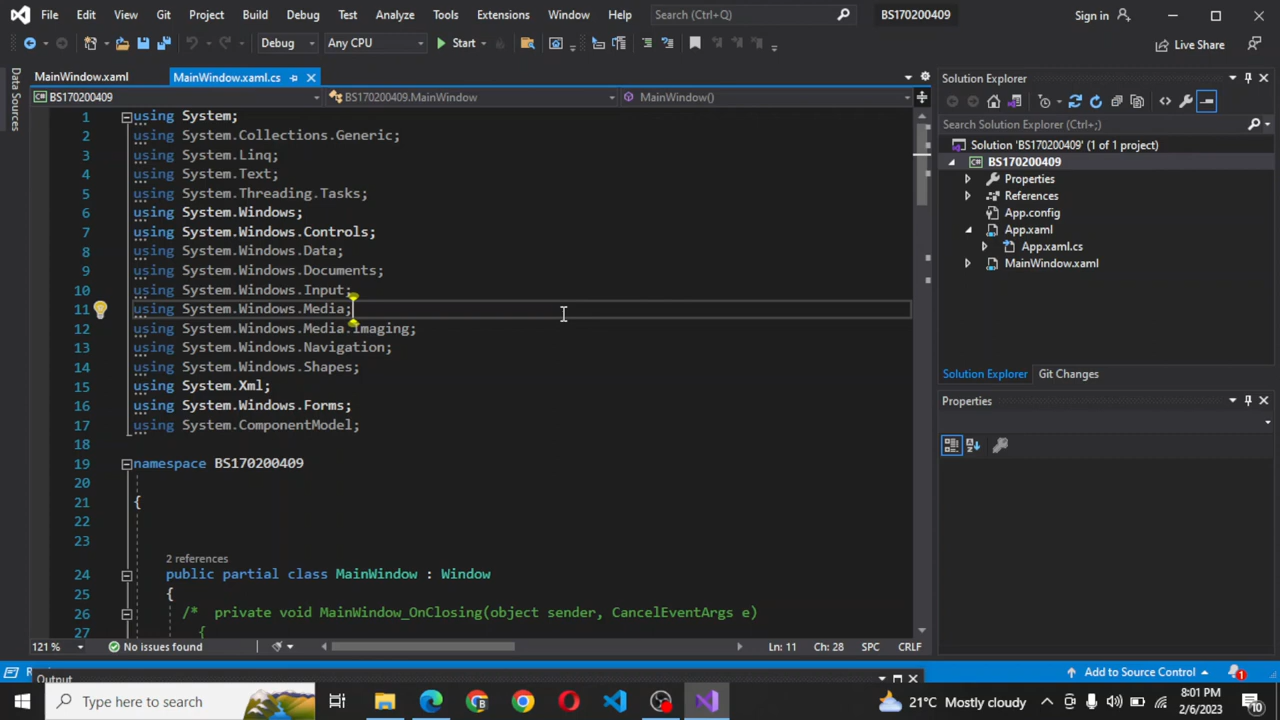 File Edit View Git Project Build Debug Test Analyze Tools Extensions Window Help Search (Ctrl+Q) BS170200409 Sign in
Debug Any CPU Start Live Share
Data Sources
MainWindow.xaml MainWindow.xaml.cs
BS170200409 BS170200409.MainWindow MainWindow()
1 using System;
2 using System.Collections.Generic;
3 using System.Linq;
4 using System.Text;
5 using System.Threading.Tasks;
6 using System.Windows;
7 using System.Windows.Controls;
8 using System.Windows.Data;
9 using System.Windows.Documents;
10 using System.Windows.Input;
11 using System.Windows.Media;
12 using System.Windows.Media.Imaging;
13 using System.Windows.Navigation;
14 using System.Windows.Shapes;
15 using System.Xml;
16 using System.Windows.Forms;
17 using System.ComponentModel;
18
19 namespace BS170200409
20
21 {
22
23
2 references
24 public partial class MainWindow : Window
25 {
26 /* private void MainWindow_OnClosing(object sender, CancelEventArgs e)
27 {
121 % No issues found Ln: 11 Ch: 28 SPC CRLF
Output
Solution Explorer
Search Solution Explorer (Ctrl+;)
Solution 'BS170200409' (1 of 1 project)
BS170200409
Properties
References
App.config
App.xaml
App.xaml.cs
MainWindow.xaml
Solution Explorer Git Changes
Properties
Add to Source Control 1
Type here to search 21°C Mostly cloudy 8:01 PM
2/6/2023 10